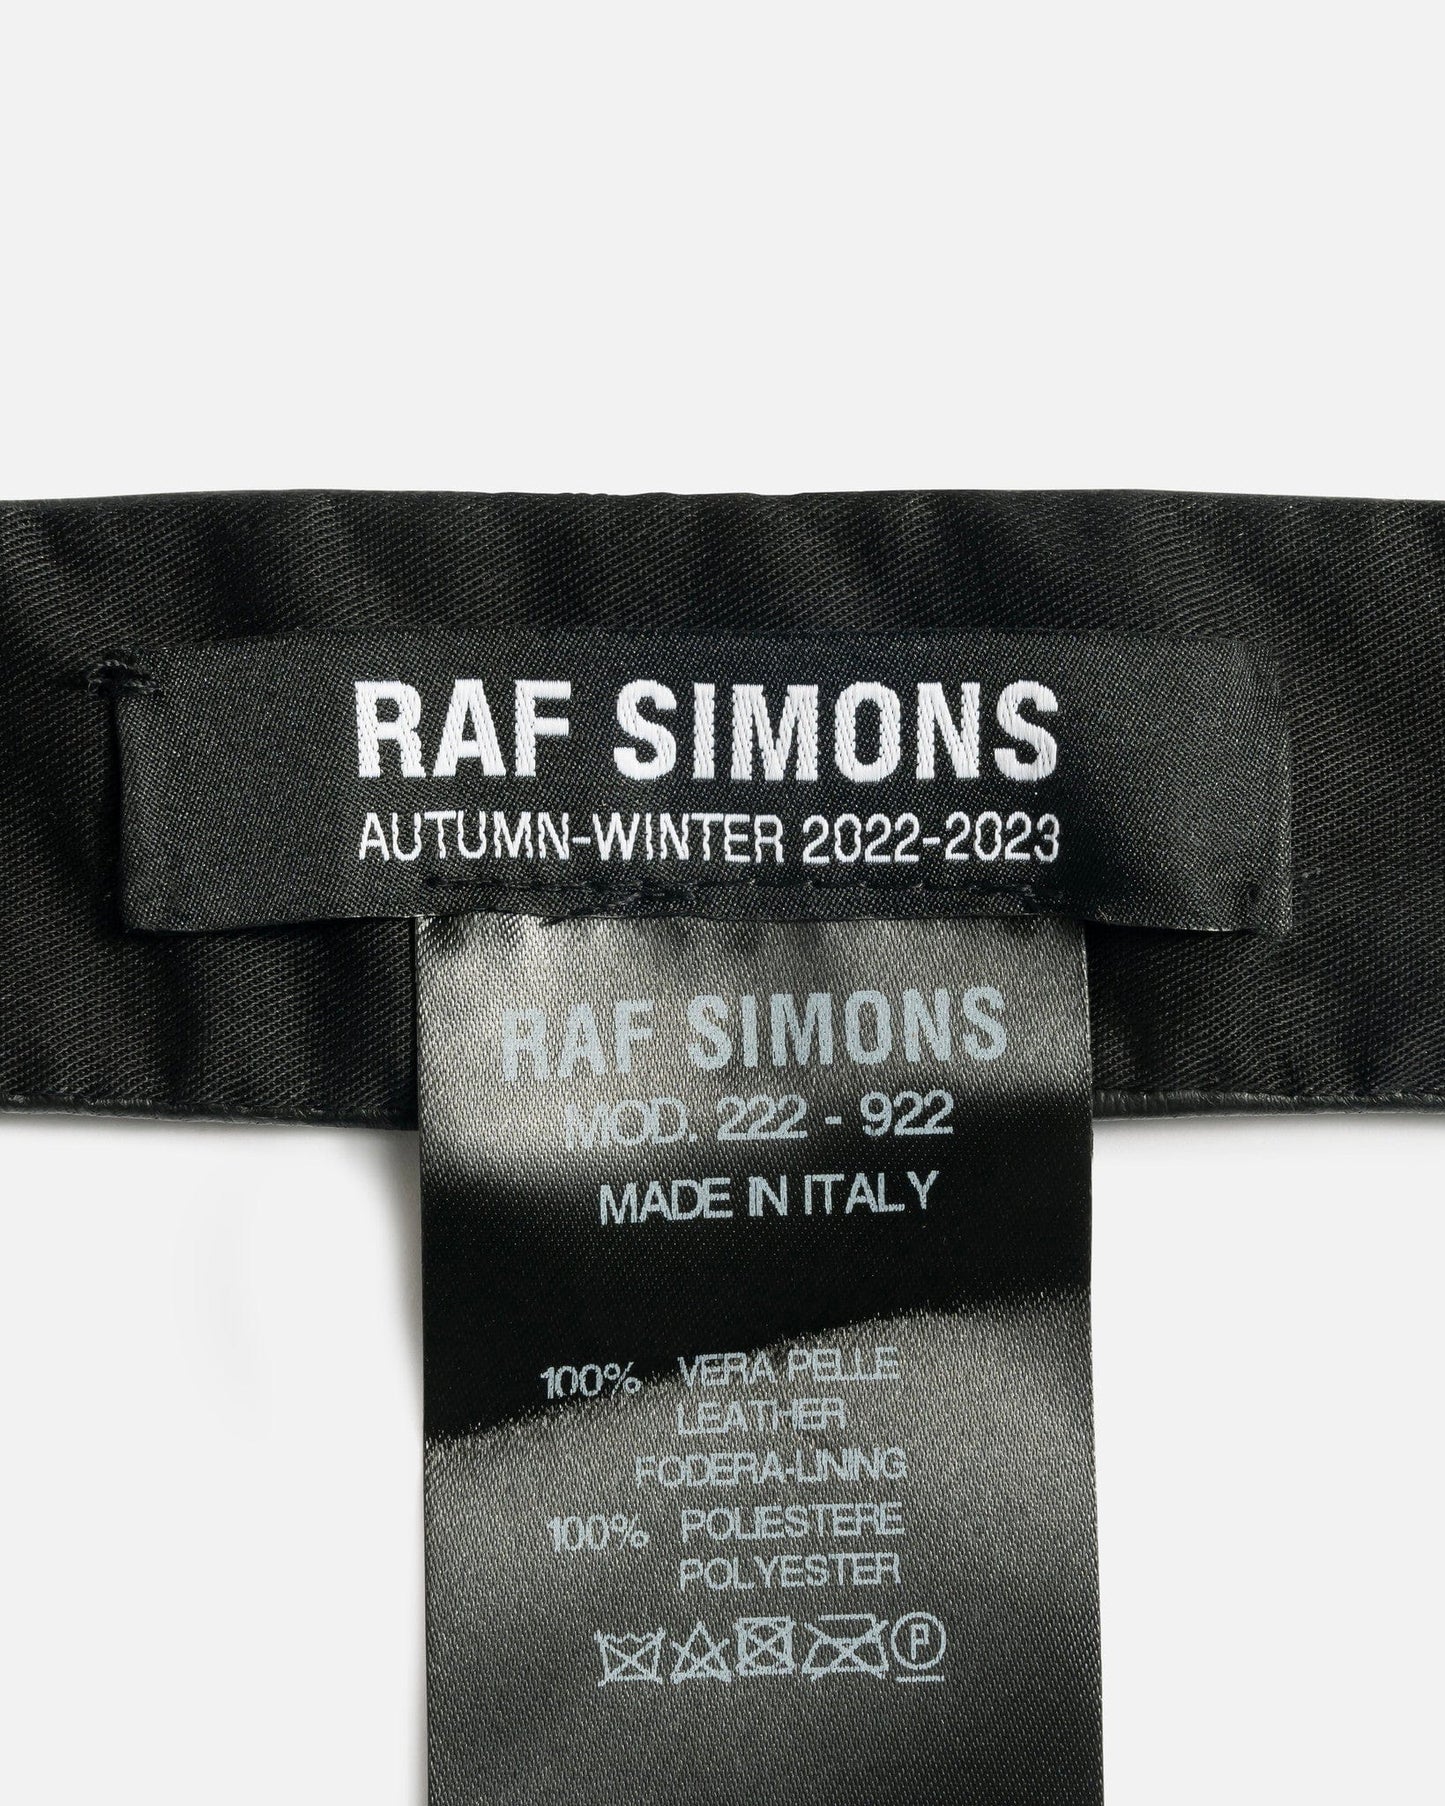 RAF SIMONS
AUTUMN-WINTER 2022-2023
RAF SIMONS
MOD. 222 - 922
MADE IN ITALY
100% VERA PELLE
LEATHER
FODERA-LINING
100% POLIESTERE
POLYESTER
P